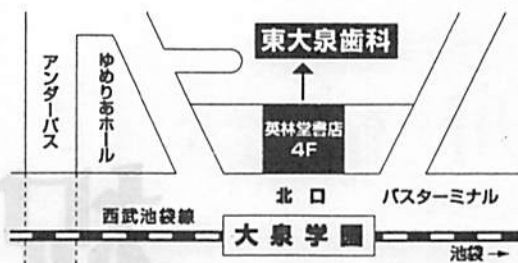 東大泉歯科
アンダーパス
ゆめりあホール
英林堂書店
4F
北口
バスターミナル
西武池袋線
大泉学園
池袋→